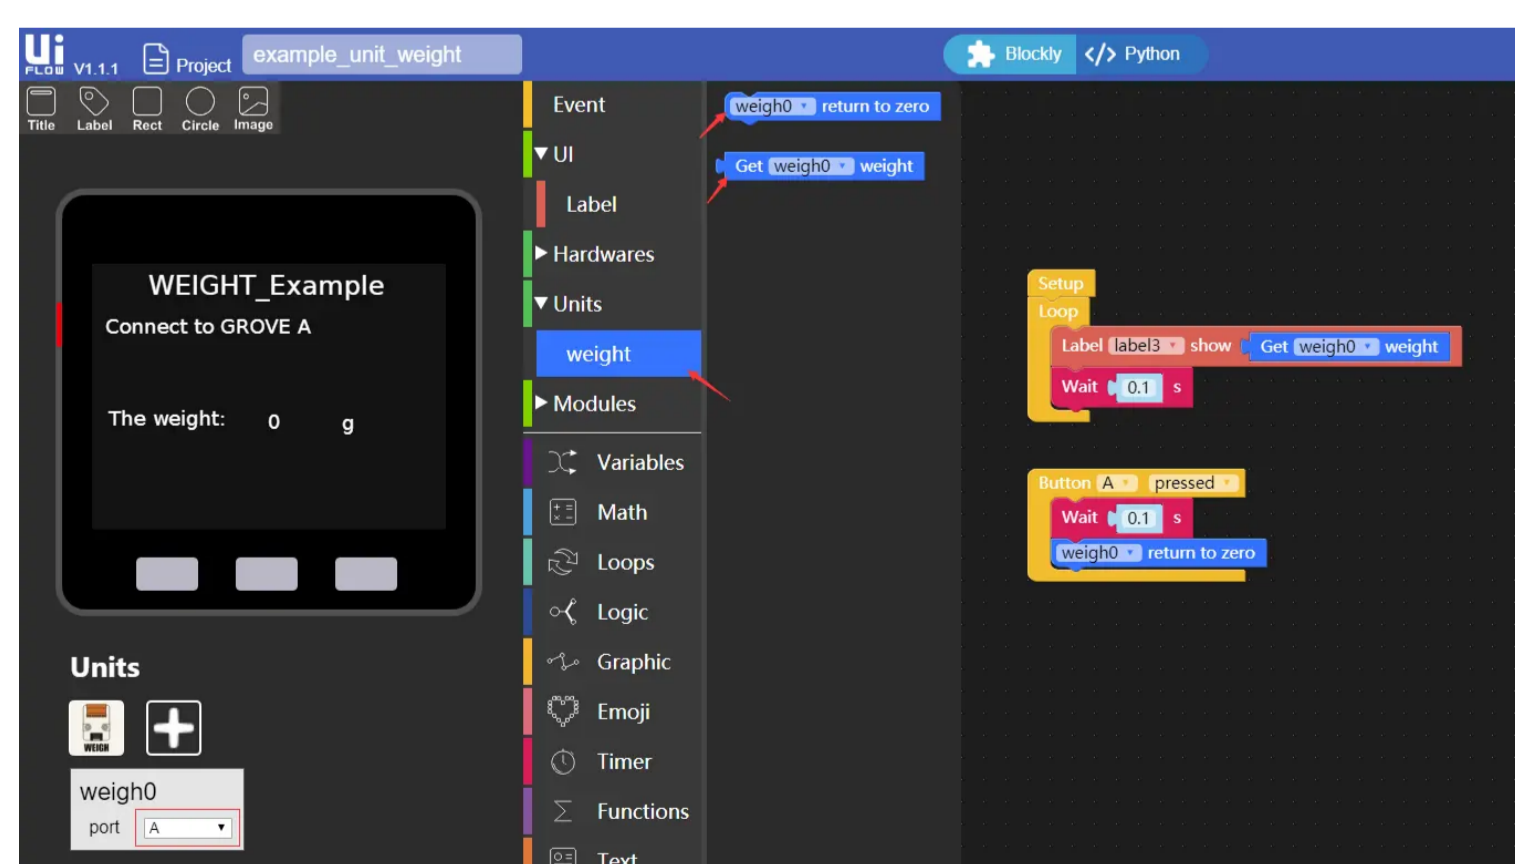 Ui FLOW V1.1.1 Project example_unit_weight Blockly </> Python
Title Label Rect Circle Image
WEIGHT_Example
Connect to GROVE A
The weight: 0 g
Units
WEIGH
weigh0
port A
Event
UI
Label
Hardwares
Units
weight
Modules
Variables
Math
Loops
Logic
Graphic
Emoji
Timer
Functions
Text
weigh0 return to zero
Get weigh0 weight
Setup
Loop
Label label3 show Get weigh0 weight
Wait 0.1 s
Button A pressed
Wait 0.1 s
weigh0 return to zero